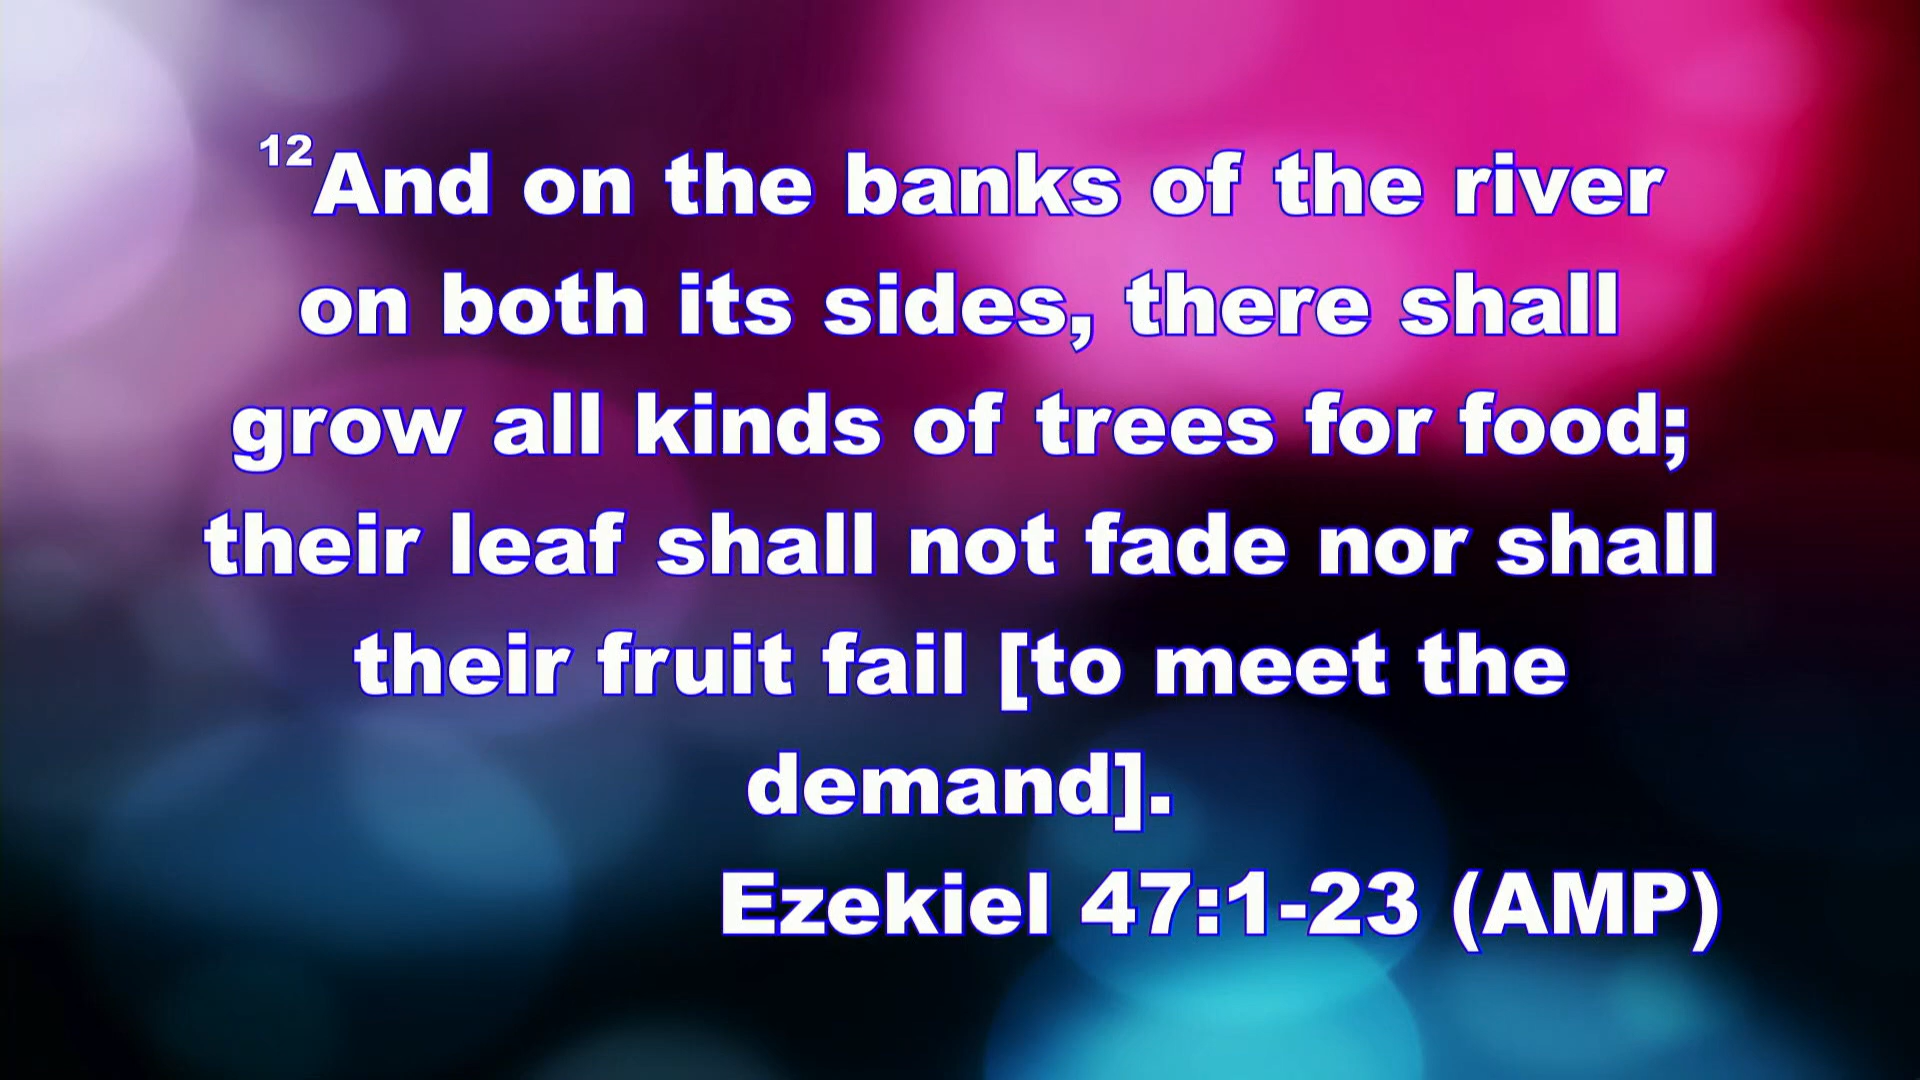 12And on the banks of the river
on both its sides, there shall
grow all kinds of trees for food;
their leaf shall not fade nor shall
their fruit fail [to meet the
demand].
Ezekiel 47:1-23 (AMP)